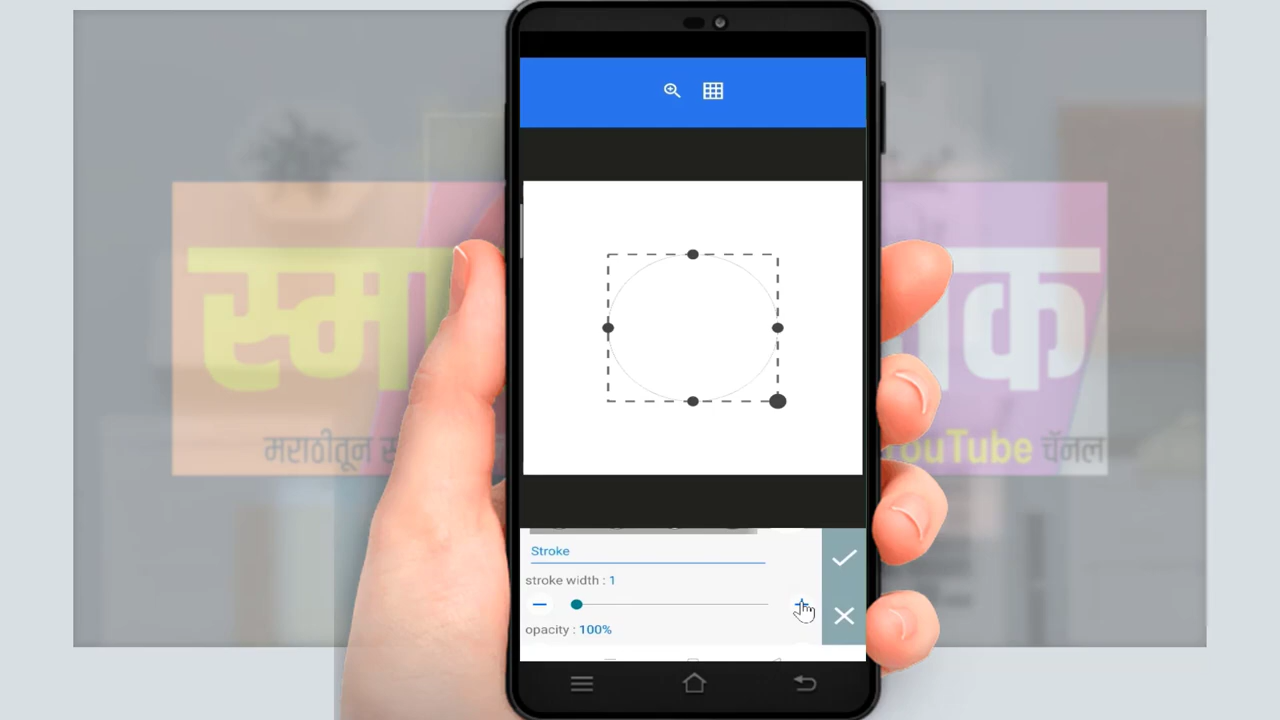 स्मा
क
मराठीतून
YouTube चॅनल
Stroke
stroke width : 1
opacity : 100%